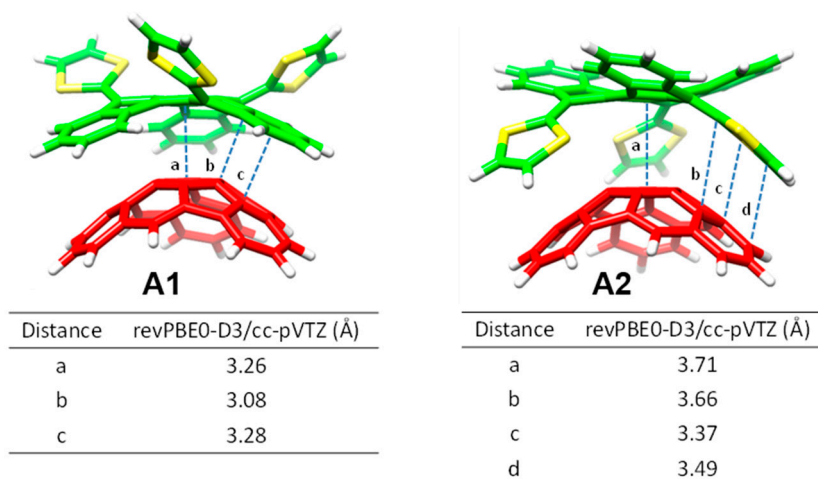 a b c
A1
Distance revPBE0-D3/cc-pVTZ (Å)
a 3.26
b 3.08
c 3.28
a b c d
A2
Distance revPBE0-D3/cc-pVTZ (Å)
a 3.71
b 3.66
c 3.37
d 3.49